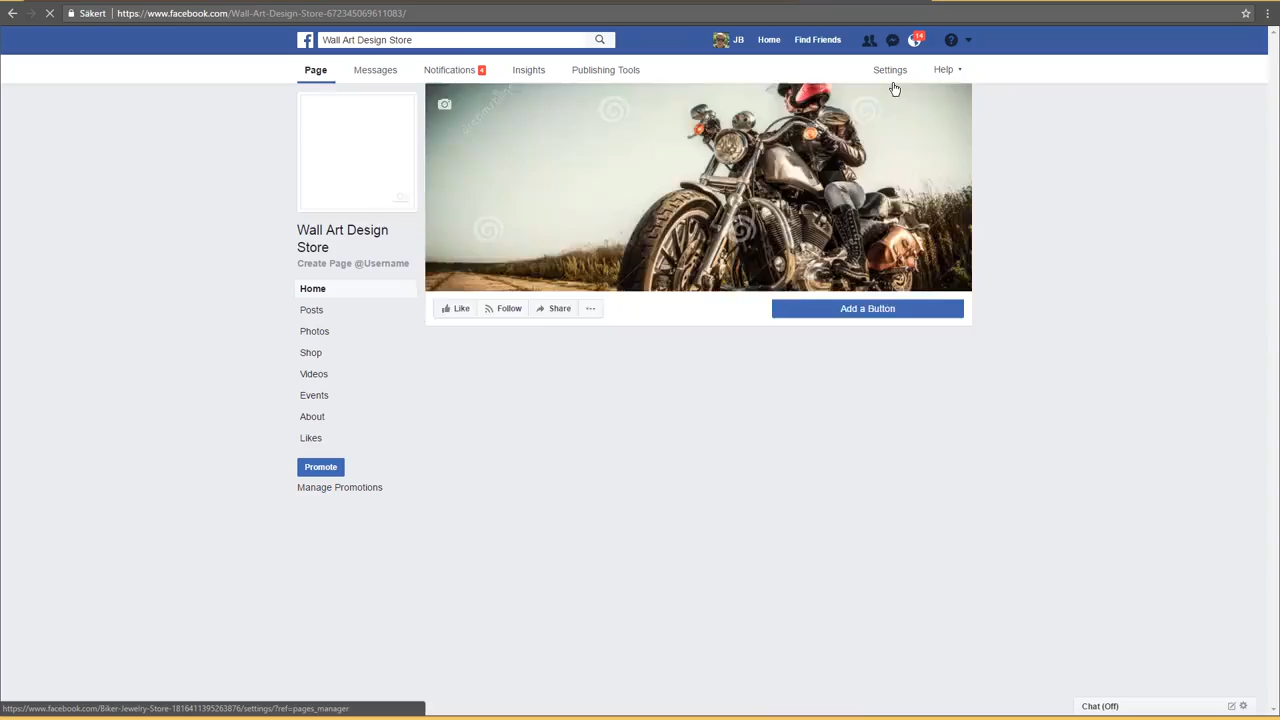 Säkert https://www.facebook.com/Wall-Art-Design-Store-672345069611083/
Wall Art Design Store JB Home Find Friends 14
Page Messages Notifications 4 Insights Publishing Tools Settings Help
Wall Art Design
Store
Create Page @Username
Home
Posts
Photos
Shop
Videos
Events
About
Likes
Promote
Manage Promotions
Like Follow Share Add a Button
https://www.facebook.com/Biker-Jewelry-Store-1816411395263876/settings/?ref=pages_manager
Chat (Off)